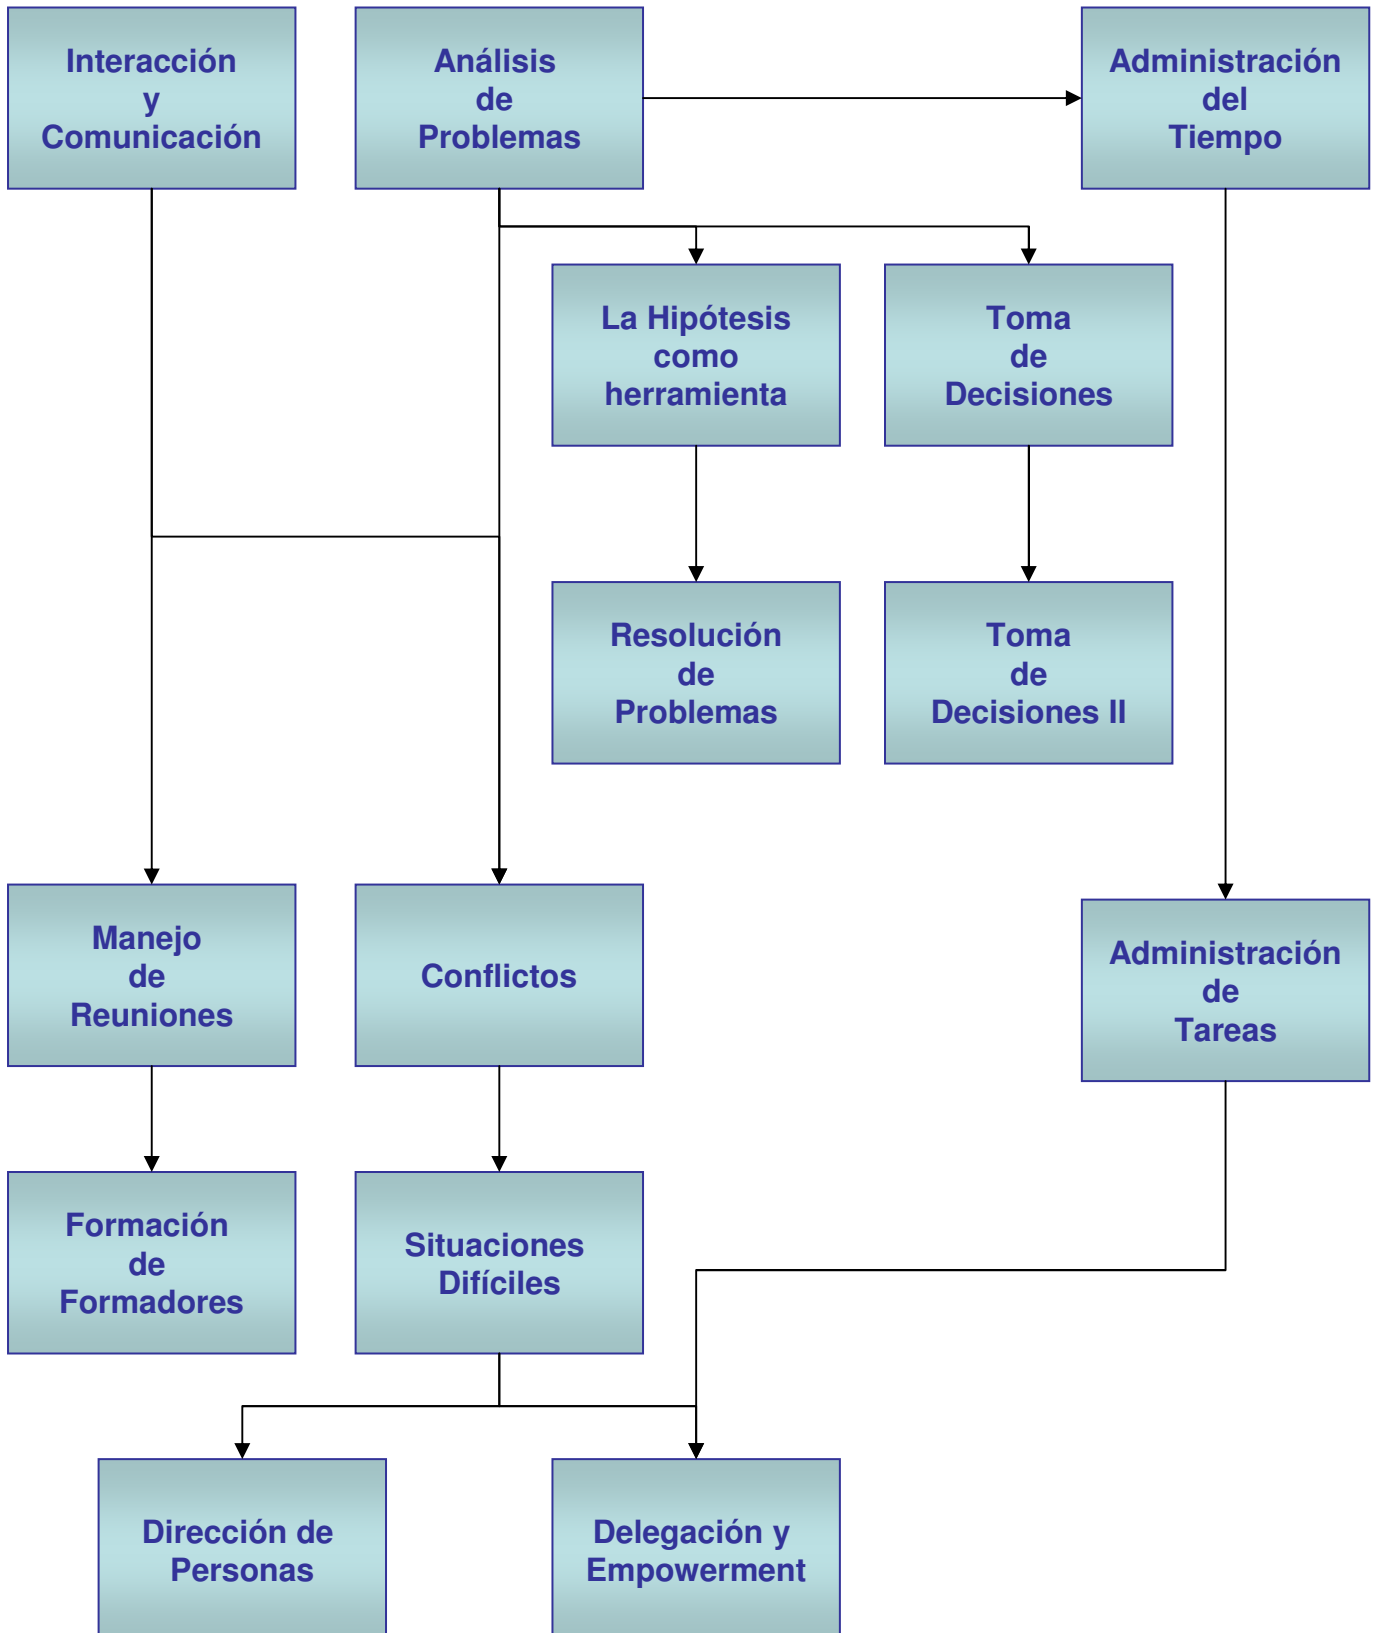 Interacción
y
Comunicación
Análisis
de
Problemas
Administración
del
Tiempo
La Hipótesis
como
herramienta
Toma
de
Decisiones
Resolución
de
Problemas
Toma
de
Decisiones II
Manejo
de
Reuniones
Conflictos
Administración
de
Tareas
Formación
de
Formadores
Situaciones
Difíciles
Dirección de
Personas
Delegación y
Empowerment